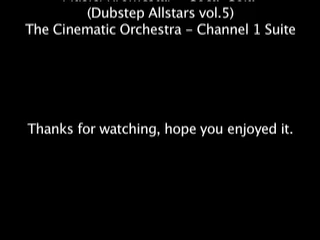 (Dubstep Allstars vol.5)
The Cinematic Orchestra - Channel 1 Suite
Thanks for watching, hope you enjoyed it.